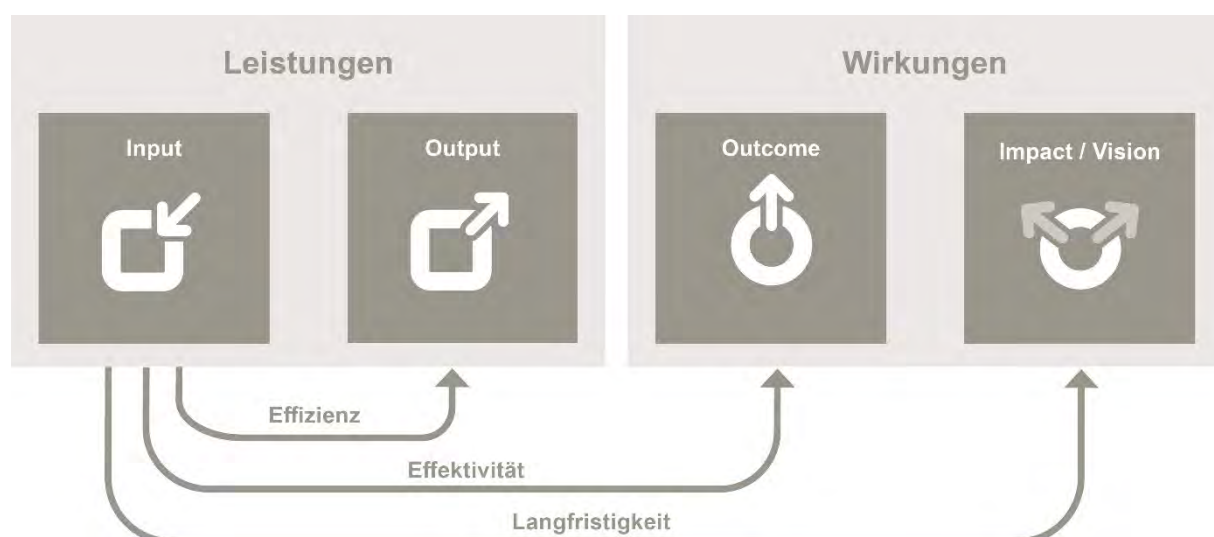 Leistungen
Wirkungen
Input
Output
Outcome
Impact / Vision
Effizienz
Effektivität
Langfristigkeit